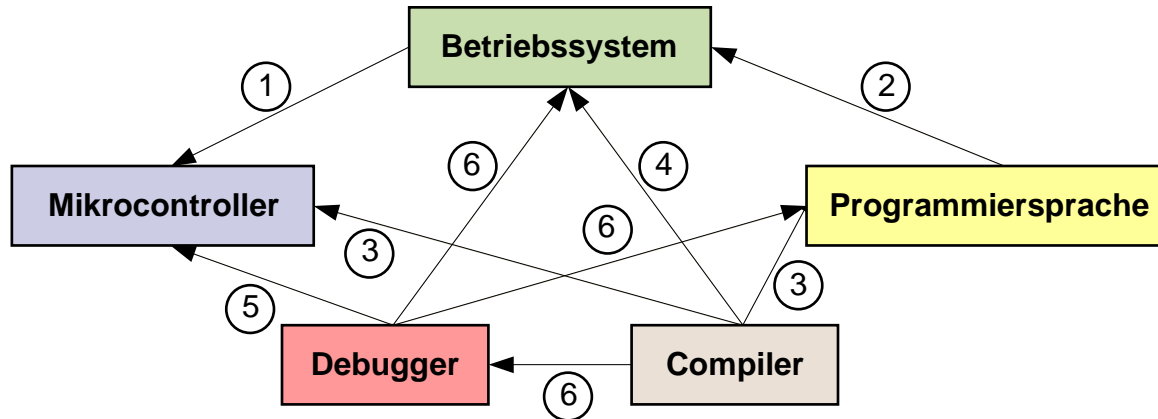 Betriebssystem
1
2
6
4
Mikrocontroller
Programmiersprache
3
6
5
3
Debugger
Compiler
6